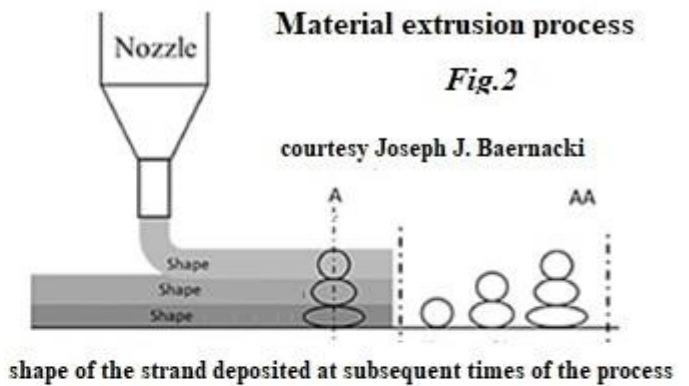 Material extrusion process
Nozzle
Fig.2
courtesy Joseph J. Baernacki
A
AA
Shape
Shape
Shape
shape of the strand deposited at subsequent times of the process